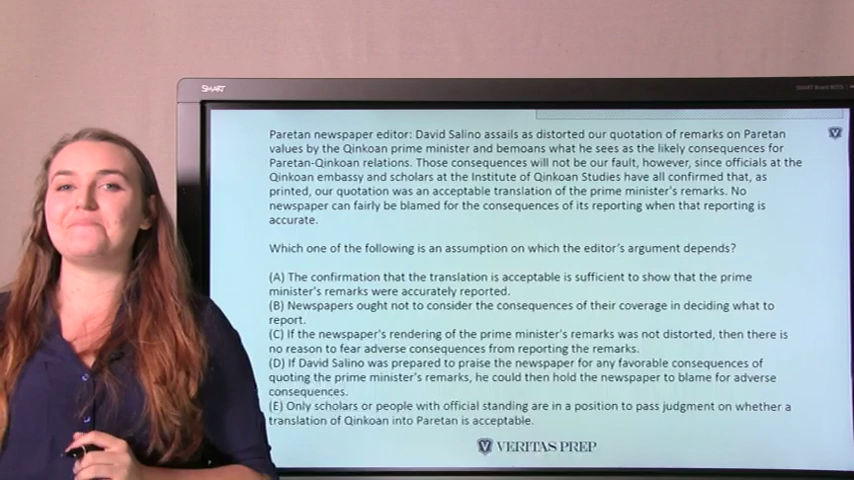 SMART
Paretan newspaper editor: David Salino assails as distorted our quotation of remarks on Paretan
values by the Qinkoan prime minister and bemoans what he sees as the likely consequences for
Paretan-Qinkoan relations. Those consequences will not be our fault, however, since officials at the
Qinkoan embassy and scholars at the Institute of Qinkoan Studies have all confirmed that, as
printed, our quotation was an acceptable translation of the prime minister's remarks. No
newspaper can fairly be blamed for the consequences of its reporting when that reporting is
accurate.
Which one of the following is an assumption on which the editor's argument depends?
(A) The confirmation that the translation is acceptable is sufficient to show that the prime
minister's remarks were accurately reported.
(B) Newspapers ought not to consider the consequences of their coverage in deciding what to
report.
(C) If the newspaper's rendering of the prime minister's remarks was not distorted, then there is
no reason to fear adverse consequences from reporting the remarks.
(D) If David Salino was prepared to praise the newspaper for any favorable consequences of
quoting the prime minister's remarks, he could then hold the newspaper to blame for adverse
consequences.
(E) Only scholars or people with official standing are in a position to pass judgment on whether a
translation of Qinkoan into Paretan is acceptable.
VERITAS PREP